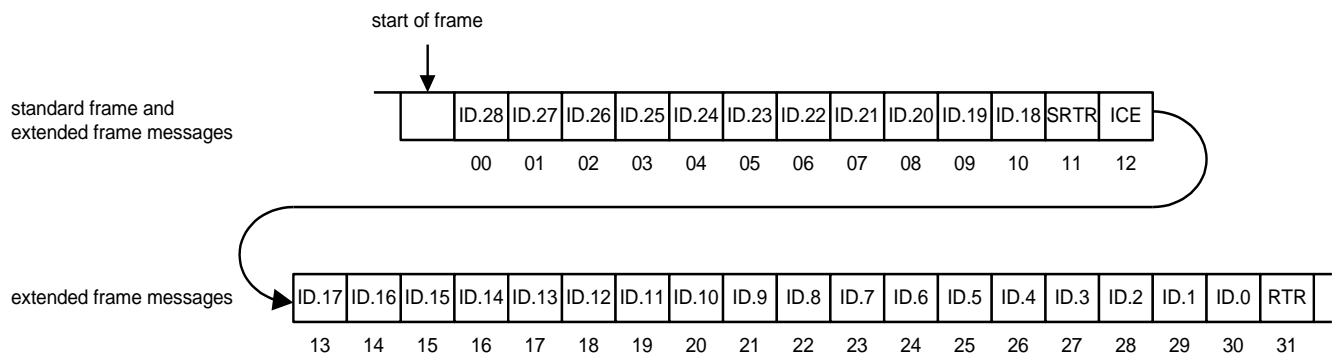 start of frame
standard frame and
extended frame messages
ID.28 ID.27 ID.26 ID.25 ID.24 ID.23 ID.22 ID.21 ID.20 ID.19 ID.18 SRTR ICE
00 01 02 03 04 05 06 07 08 09 10 11 12
extended frame messages
ID.17 ID.16 ID.15 ID.14 ID.13 ID.12 ID.11 ID.10 ID.9 ID.8 ID.7 ID.6 ID.5 ID.4 ID.3 ID.2 ID.1 ID.0 RTR
13 14 15 16 17 18 19 20 21 22 23 24 25 26 27 28 29 30 31